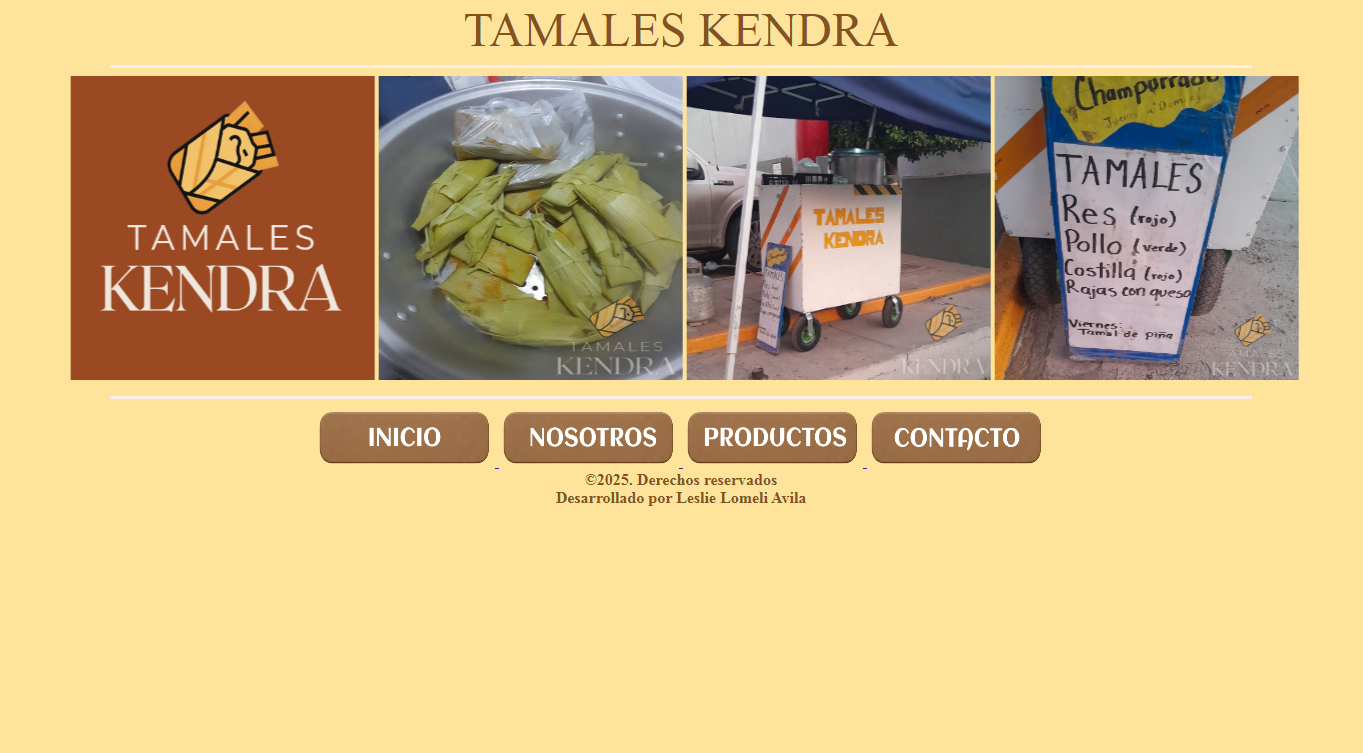 TAMALES KENDRA
TAMALES
KENDRA
TAMALES
KENDRA
TAMALES
KENDRA
TAMALES
KENDRA
Champurrado
TAMALES
Res (rojo)
Pollo (verde)
Costilla (rojo)
Rajas con queso
Viernes:
Tamal de piña
TAMALES
KENDRA
INICIO
NOSOTROS
PRODUCTOS
CONTACTO
©2025. Derechos reservados
Desarrollado por Leslie Lomeli Avila